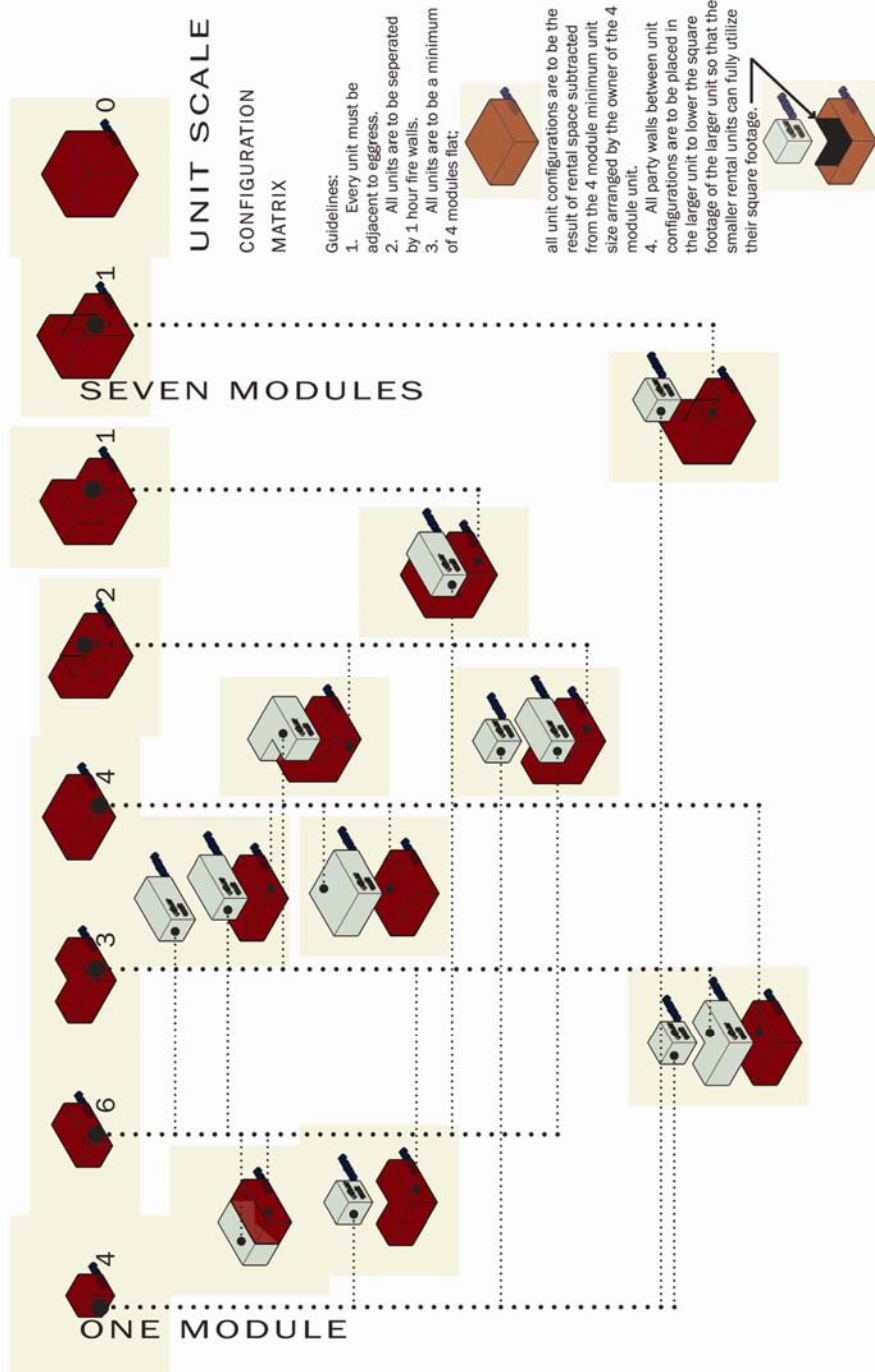 UNIT SCALE
CONFIGURATION
MATRIX
Guidelines:
1. Every unit must be
adjacent to eggress.
2. All units are to be seperated
by 1 hour fire walls.
3. All units are to be a minimum
of 4 modules flat;
all unit configurations are to be the
result of rental space subtracted
from the 4 module minimum unit
size arranged by the owner of the 4
module unit.
4. All party walls between unit
configurations are to be placed in
the larger unit to lower the square
footage of the larger unit so that the
smaller rental units can fully utilize
their square footage.
ONE MODULE
SEVEN MODULES
4
6
3
4
2
1
1
0